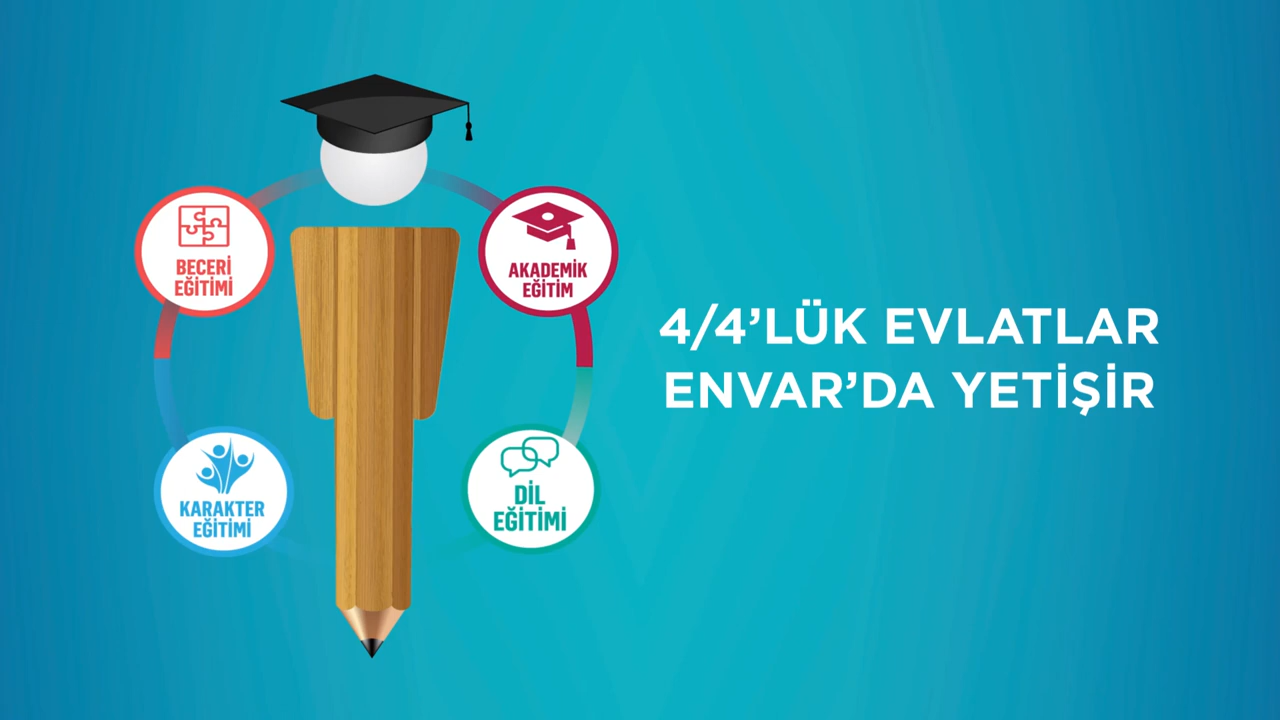 BECERİ
EĞİTİMİ
AKADEMİK
EĞİTİM
KARAKTER
EĞİTİMİ
DİL
EĞİTİMİ
4/4’LÜK EVLATLAR
ENVAR’DA YETİŞİR